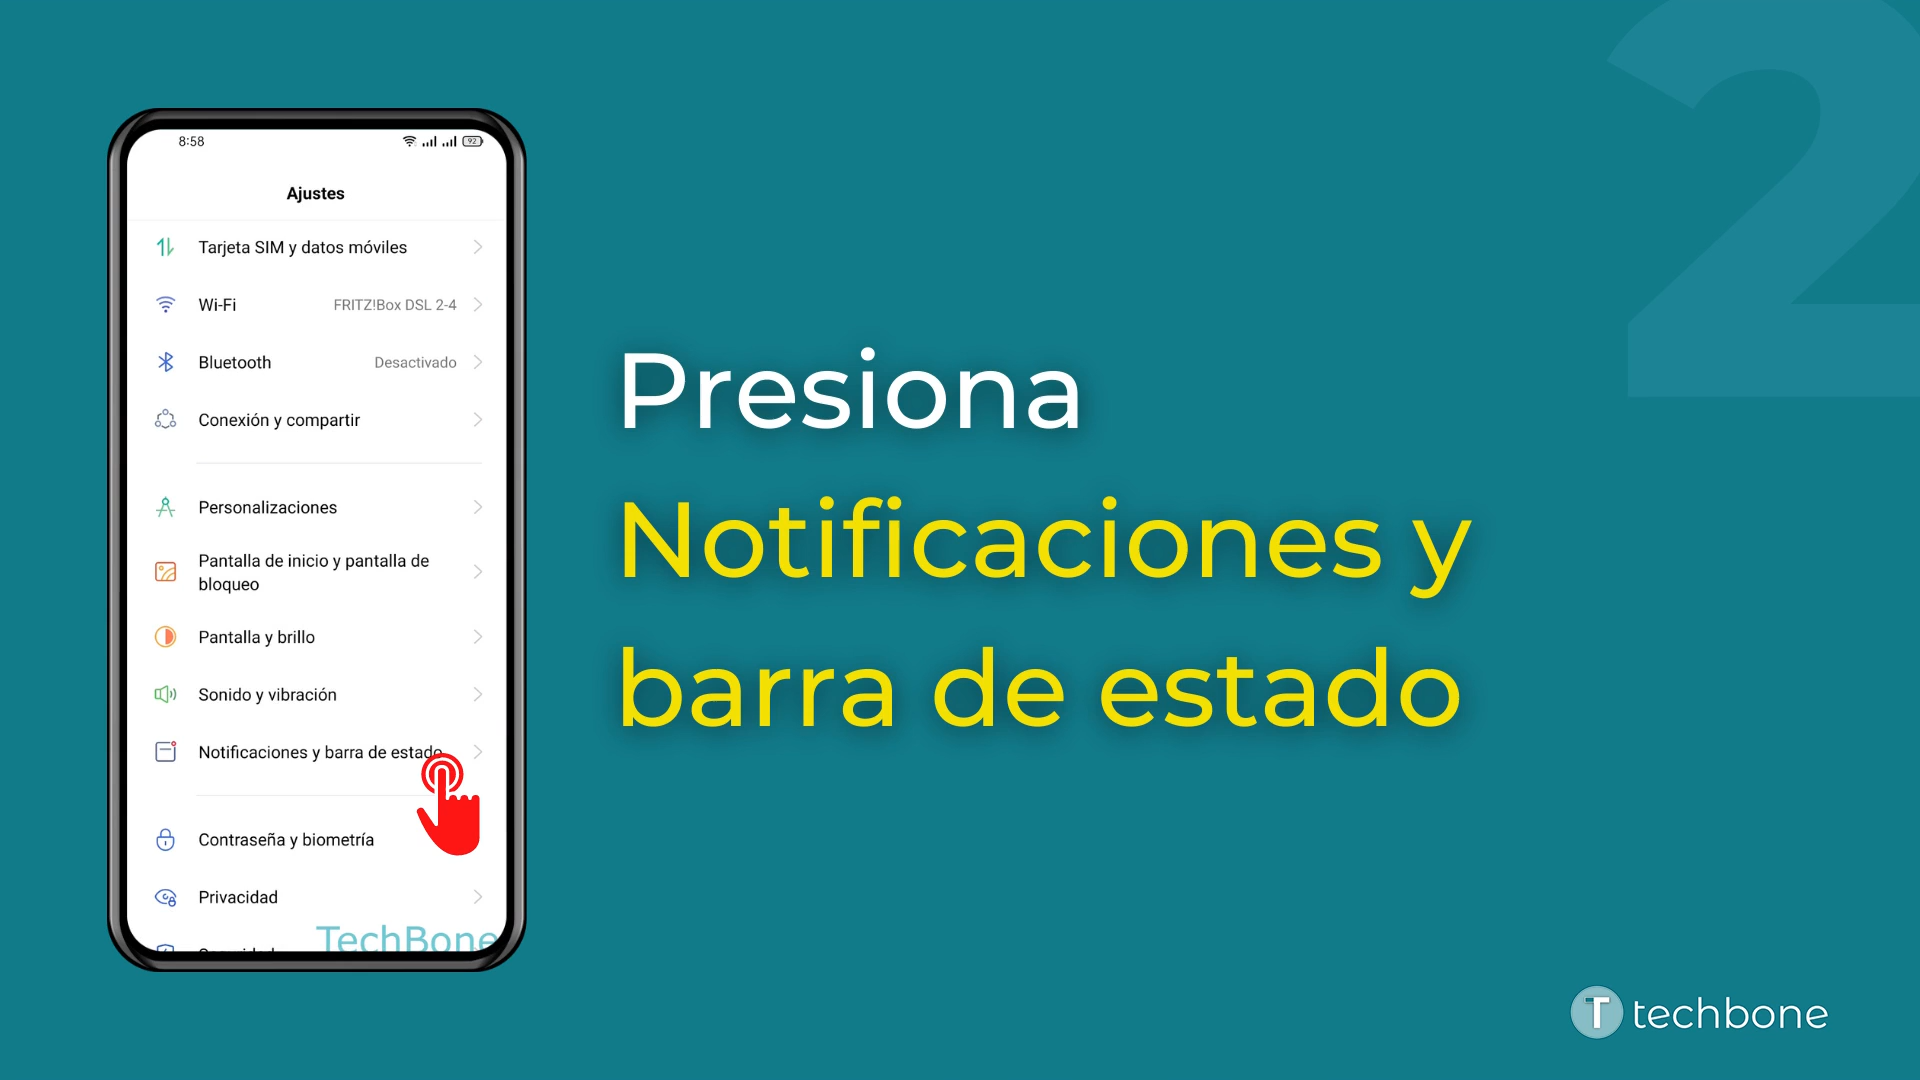 2
8:58
92
Ajustes
Tarjeta SIM y datos móviles
Wi-Fi FRITZ!Box DSL 2-4
Bluetooth Desactivado
Conexión y compartir
Personalizaciones
Pantalla de inicio y pantalla de
bloqueo
Pantalla y brillo
Sonido y vibración
Notificaciones y barra de estado
Contraseña y biometría
Privacidad
TechBone
Presiona
Notificaciones y
barra de estado
T techbone